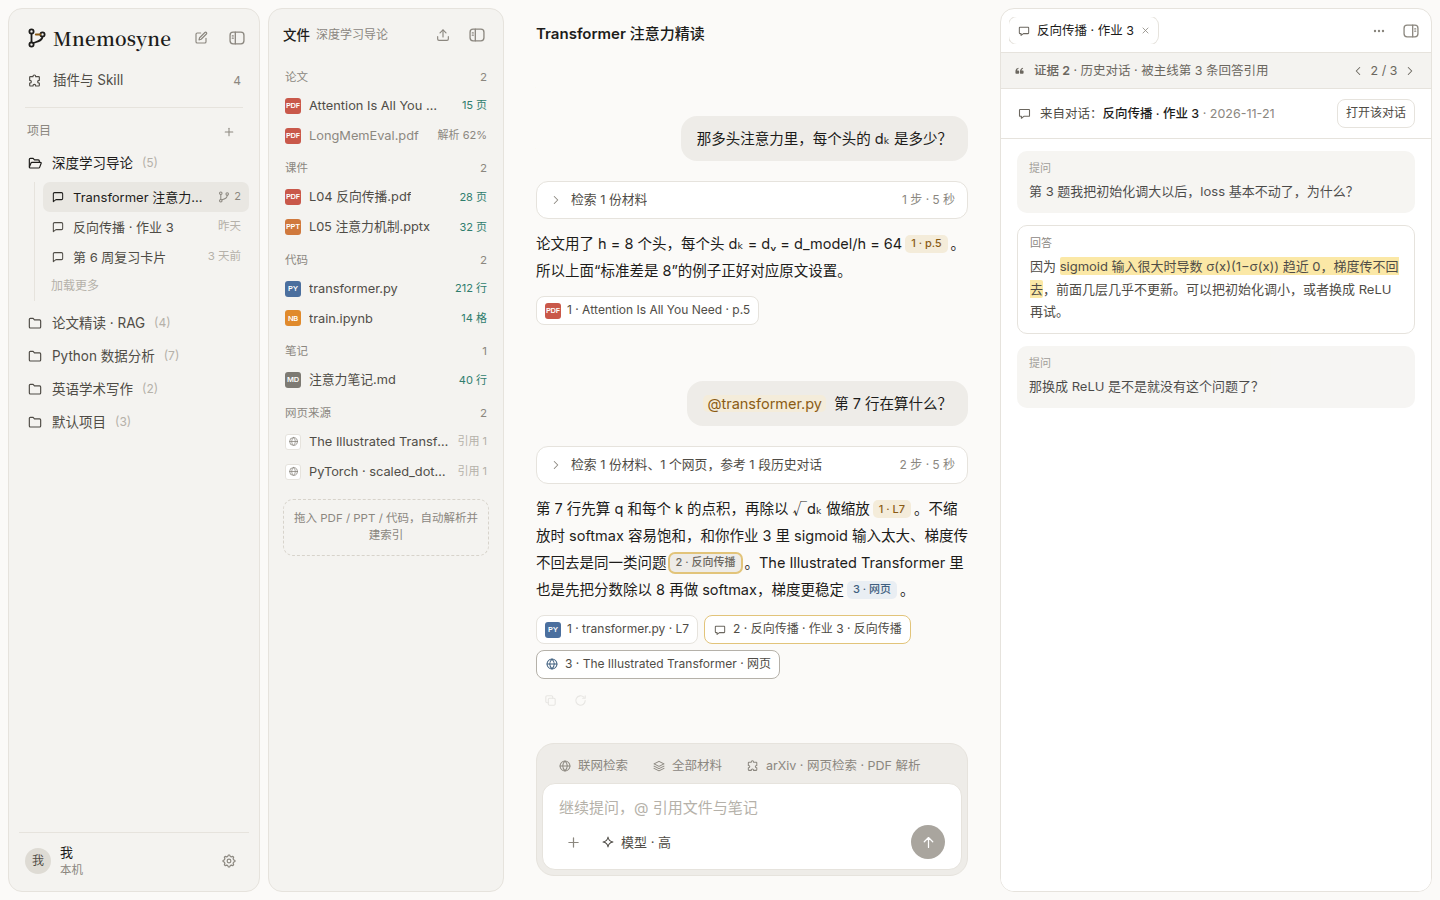 Mnemosyne
插件与 Skill 4
项目
深度学习导论 (5)
Transformer 注意力... 2
反向传播 · 作业 3 昨天
第 6 周复习卡片 3 天前
加载更多
论文精读 · RAG (4)
Python 数据分析 (7)
英语学术写作 (2)
默认项目 (3)
我 我
本机
文件 深度学习导论
论文 2
PDF Attention Is All You ... 15 页
PDF LongMemEval.pdf 解析 62%
课件 2
PDF L04 反向传播.pdf 28 页
PPT L05 注意力机制.pptx 32 页
代码 2
PY transformer.py 212 行
NB train.ipynb 14 格
笔记 1
MD 注意力笔记.md 40 行
网页来源 2
The Illustrated Transf... 引用 1
PyTorch · scaled_dot... 引用 1
拖入 PDF / PPT / 代码，自动解析并
建索引
Transformer 注意力精读
那多头注意力里，每个头的 dₖ 是多少？
检索 1 份材料 1 步 · 5 秒
论文用了 h = 8 个头，每个头 dₖ = dᵥ = d_model/h = 64 1 · p.5 。
所以上面“标准差是 8”的例子正好对应原文设置。
PDF 1 · Attention Is All You Need · p.5
@transformer.py 第 7 行在算什么？
检索 1 份材料、1 个网页，参考 1 段历史对话 2 步 · 5 秒
第 7 行先算 q 和每个 k 的点积，再除以 √dₖ 做缩放 1 · L7 。不缩
放时 softmax 容易饱和，和你作业 3 里 sigmoid 输入太大、梯度传
不回去是同一类问题 2 · 反向传播 。The Illustrated Transformer 里
也是先把分数除以 8 再做 softmax，梯度更稳定 3 · 网页 。
PY 1 · transformer.py · L7 2 · 反向传播 · 作业 3 · 反向传播
3 · The Illustrated Transformer · 网页
联网检索 全部材料 arXiv · 网页检索 · PDF 解析
继续提问，@ 引用文件与笔记
模型 · 高
反向传播 · 作业 3 ×
证据 2 · 历史对话 · 被主线第 3 条回答引用 2 / 3
来自对话：反向传播 · 作业 3 · 2026-11-21 打开该对话
提问
第 3 题我把初始化调大以后，loss 基本不动了，为什么？
回答
因为 sigmoid 输入很大时导数 σ(x)(1−σ(x)) 趋近 0，梯度传不回
去，前面几层几乎不更新。可以把初始化调小，或者换成 ReLU
再试。
提问
那换成 ReLU 是不是就没有这个问题了？